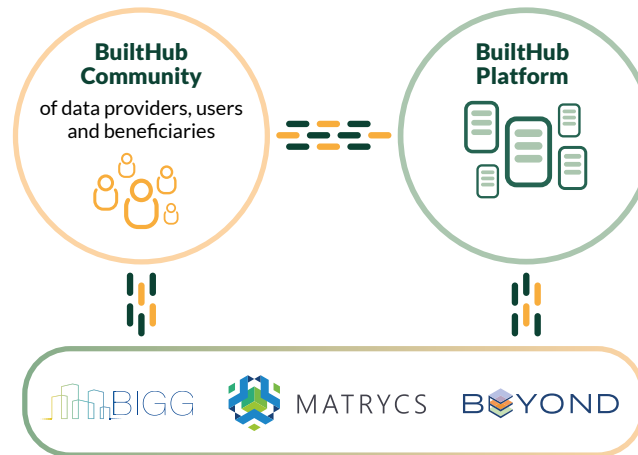 BuiltHub
Community
of data providers, users
and beneficiaries
BuiltHub
Platform
BIGG
MATRYCS
BEYOND